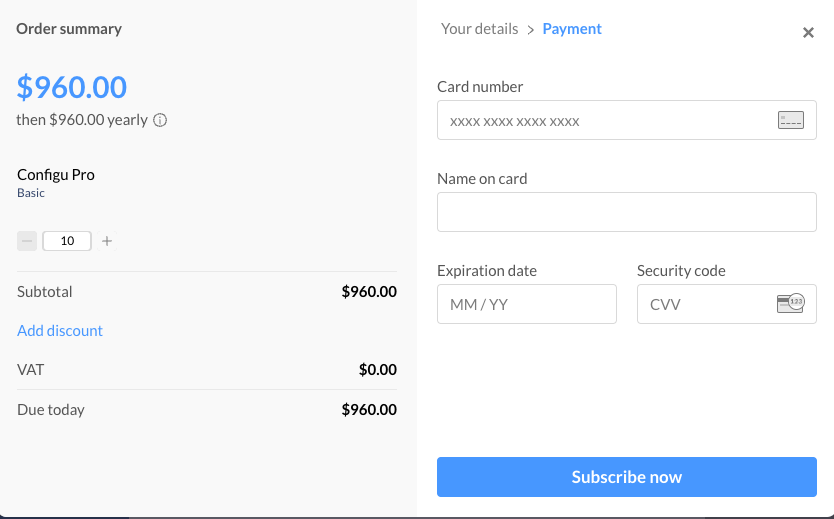 Order summary
$960.00
then $960.00 yearly
Configu Pro
Basic
− 10 +
Subtotal $960.00
Add discount
VAT $0.00
Due today $960.00
Your details > Payment ×
Card number
xxxx xxxx xxxx xxxx
Name on card
Expiration date Security code
MM / YY CVV 123
Subscribe now